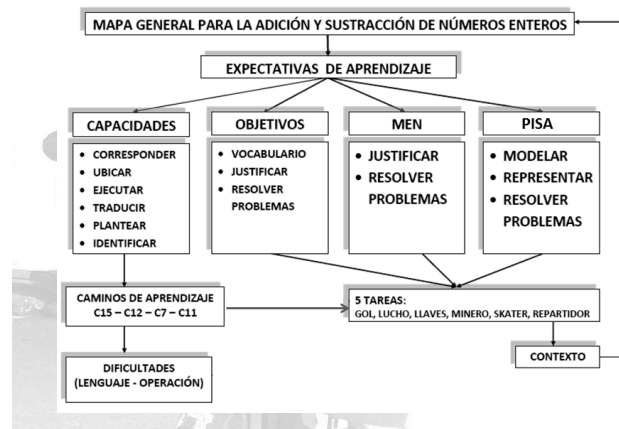 MAPA GENERAL PARA LA ADICIÓN Y SUSTRACCIÓN DE NÚMEROS ENTEROS
EXPECTATIVAS DE APRENDIZAJE
CAPACIDADES
• CORRESPONDER
• UBICAR
• EJECUTAR
• TRADUCIR
• PLANTEAR
• IDENTIFICAR
OBJETIVOS
• VOCABULARIO
• JUSTIFICAR
• RESOLVER
PROBLEMAS
MEN
• JUSTIFICAR
• RESOLVER
PROBLEMAS
PISA
• MODELAR
• REPRESENTAR
• RESOLVER
PROBLEMAS
CAMINOS DE APRENDIZAJE
C15 – C12 – C7 – C11
5 TAREAS:
GOL, LUCHO, LLAVES, MINERO, SKATER, REPARTIDOR
DIFICULTADES
(LENGUAJE - OPERACIÓN)
CONTEXTO